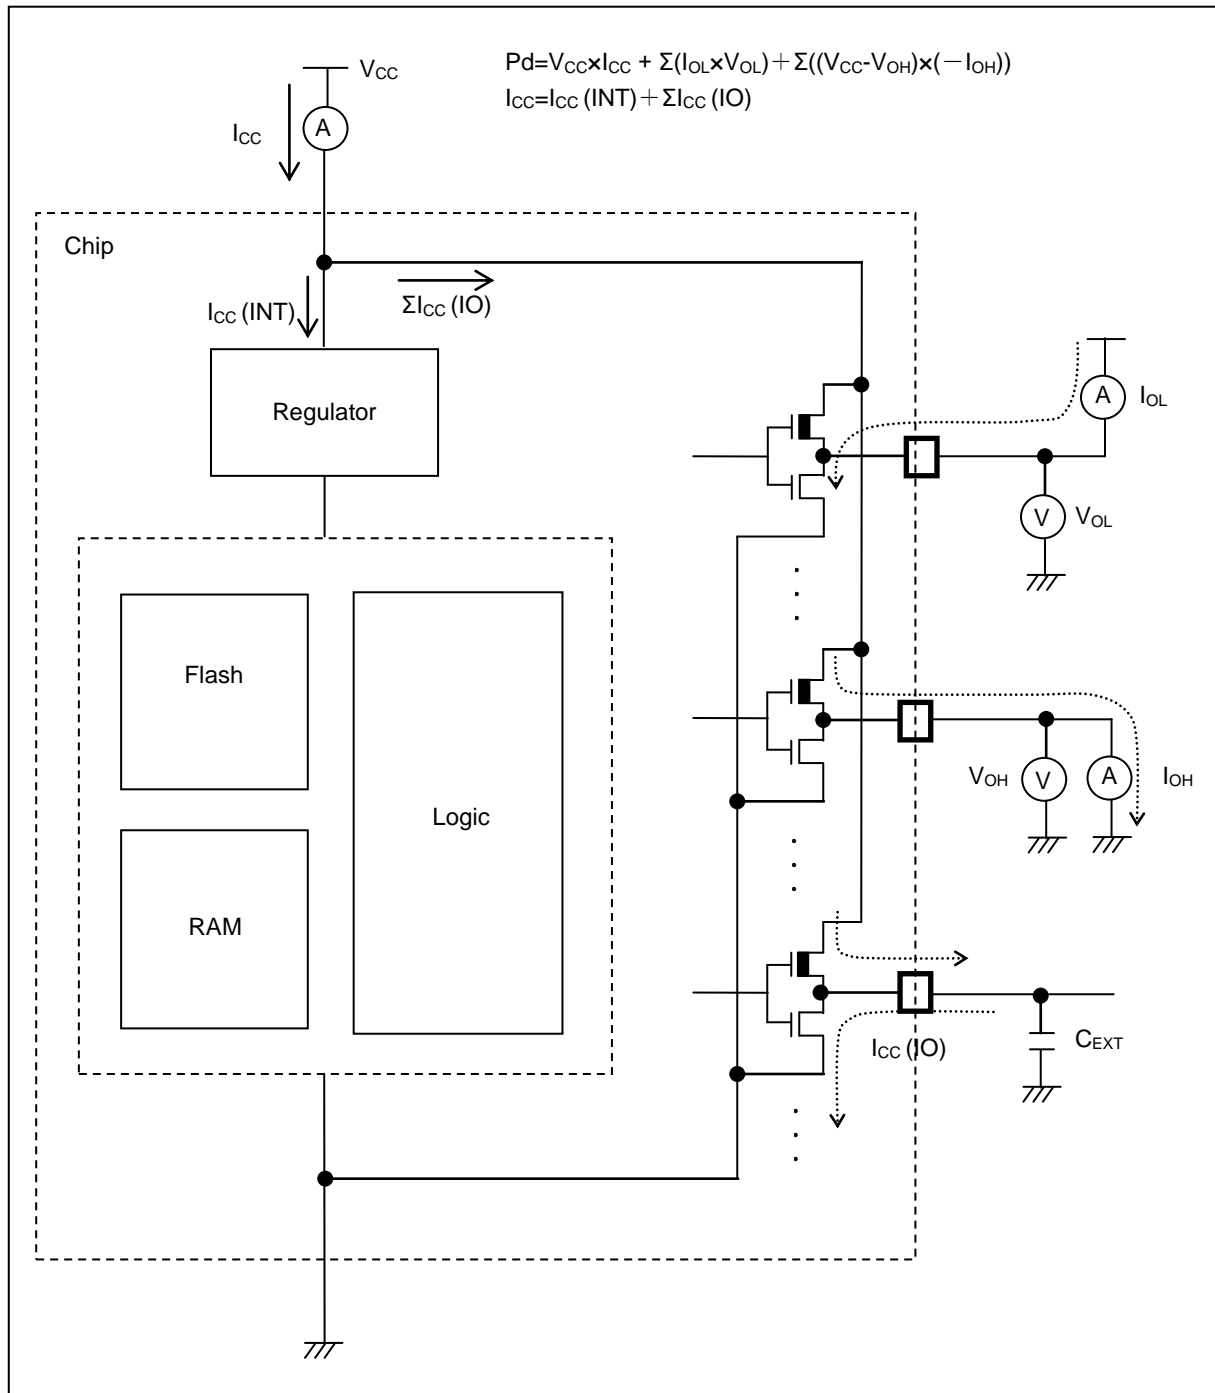 Pd=VCC×ICC + Σ(IOL×VOL)+Σ((VCC-VOH)×(-IOH))
ICC=ICC (INT)+ΣICC (IO)
VCC
A
ICC
Chip
ICC (INT)
ΣICC (IO)
Regulator
A
IOL
V
VOL
Flash
Logic
RAM
VOH
V
A
IOH
ICC (IO)
CEXT